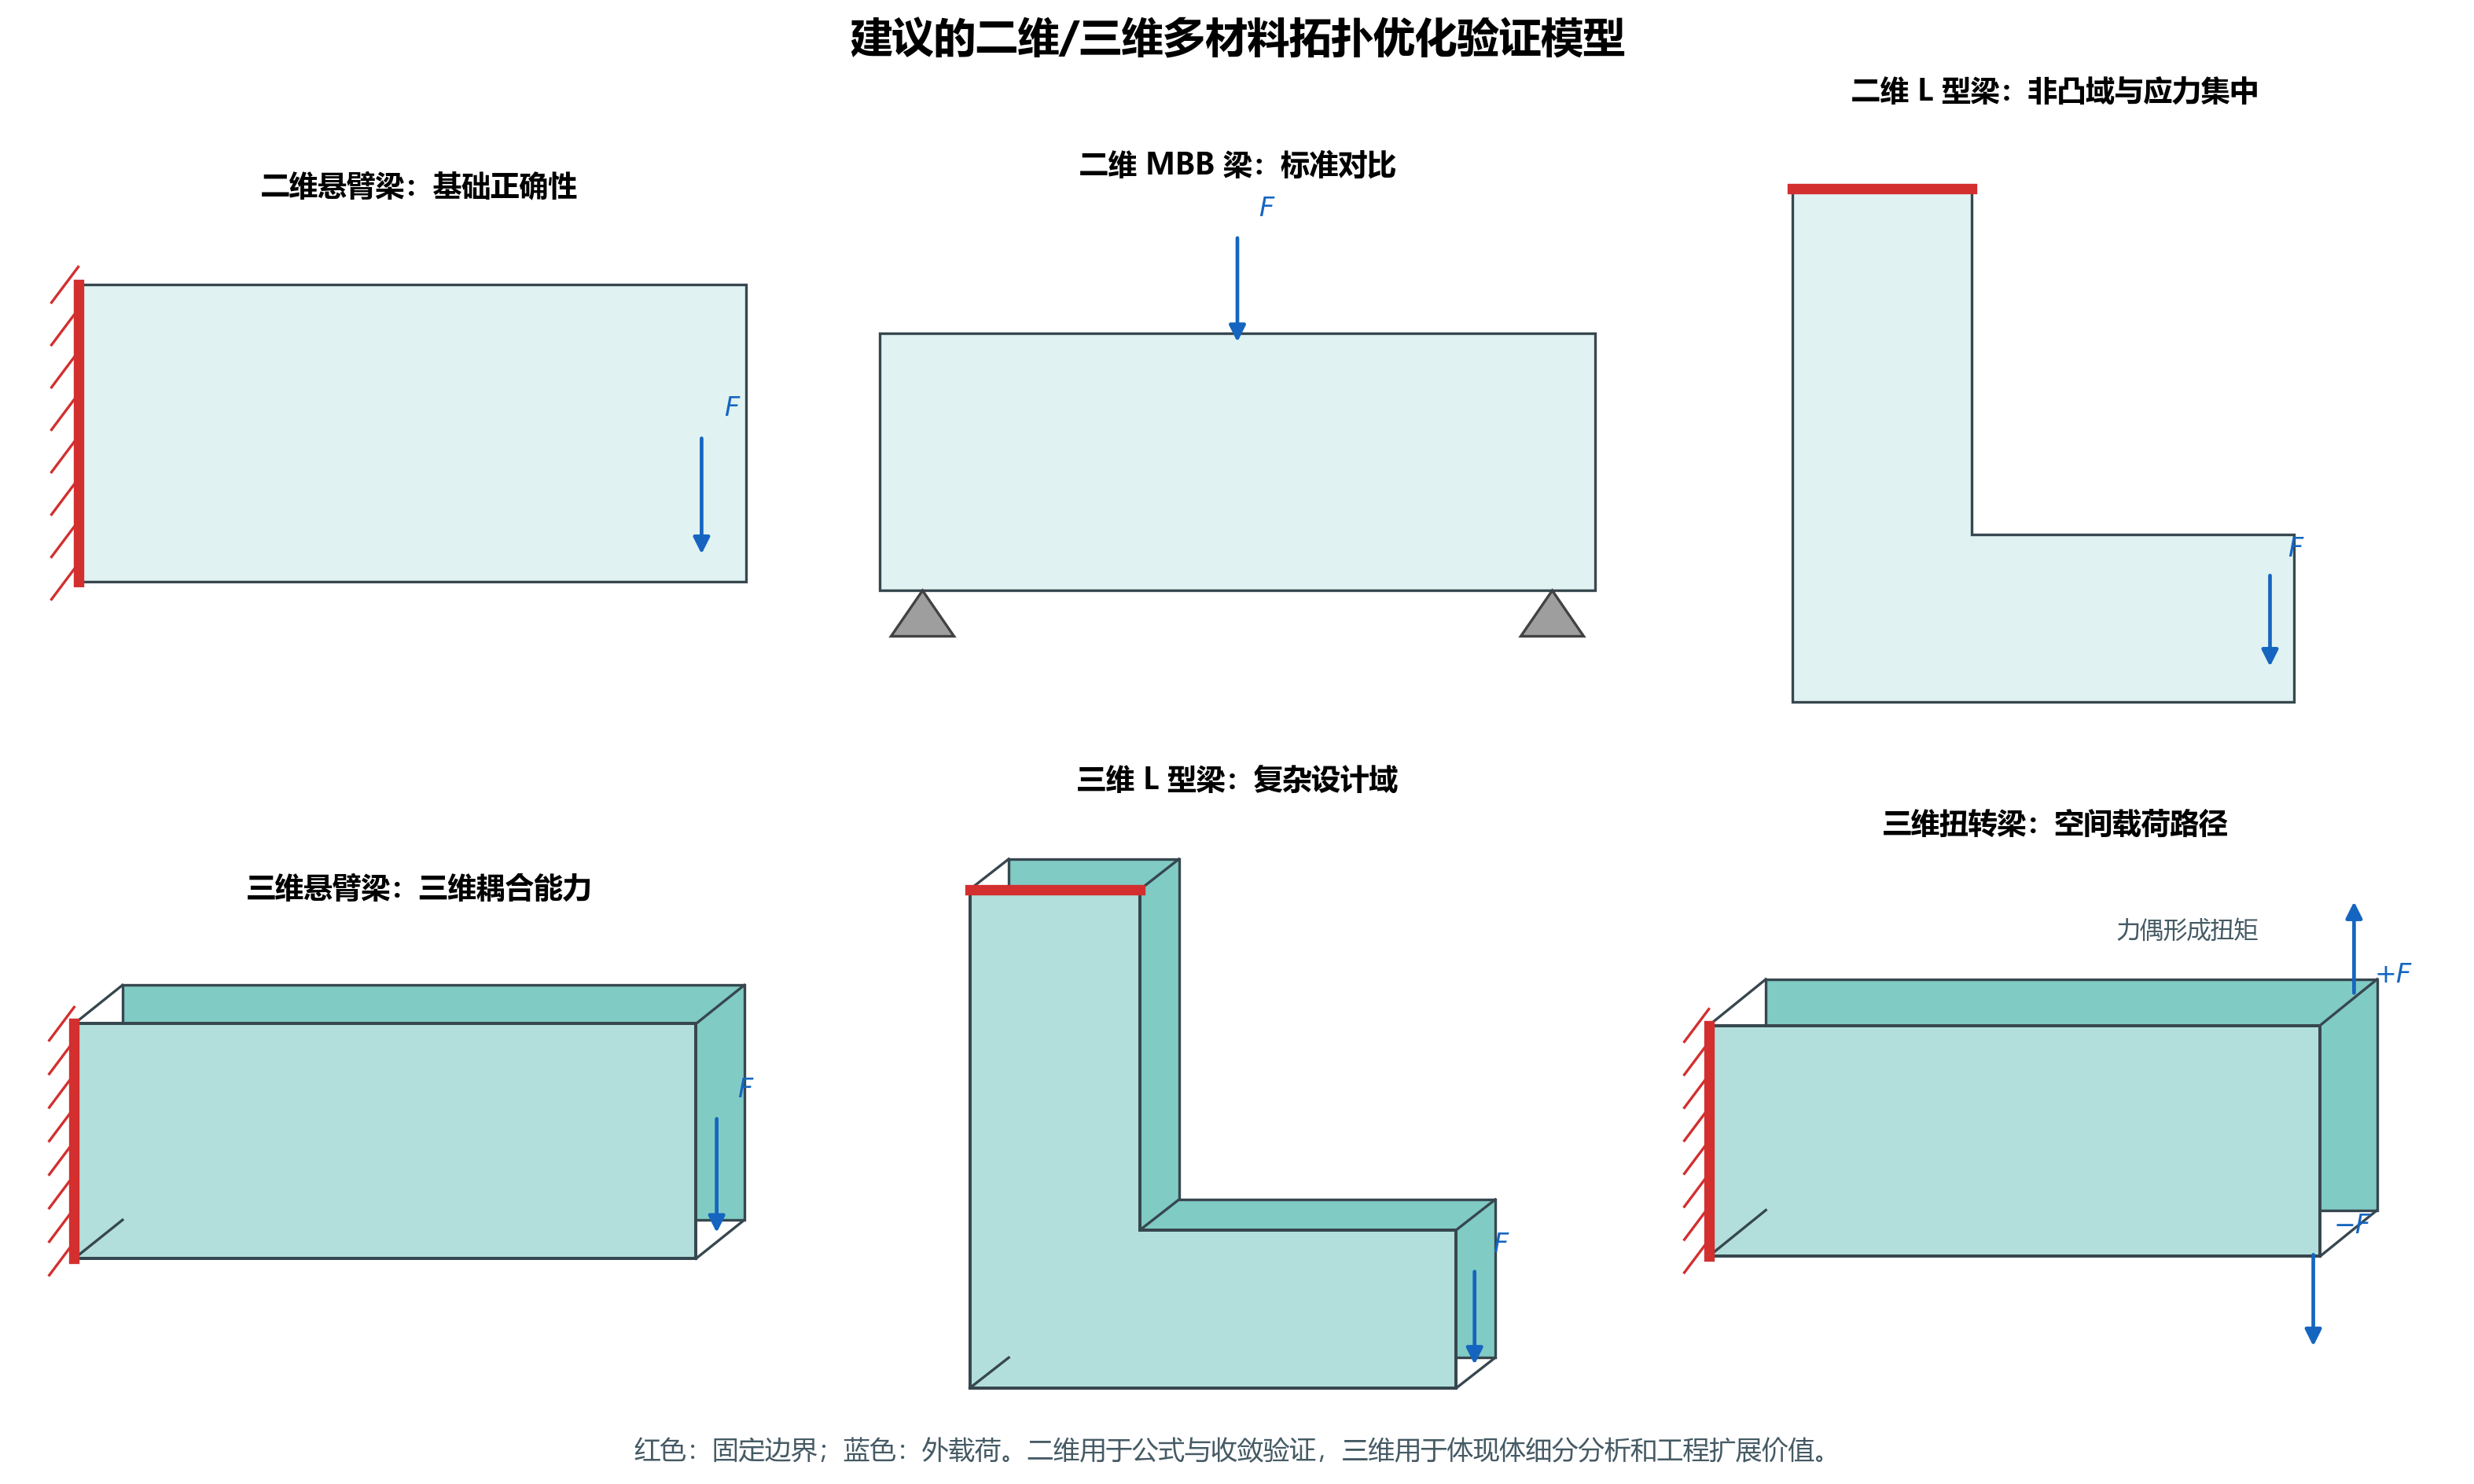 建议的二维/三维多材料拓扑优化验证模型
二维悬臂梁：基础正确性
F
二维 MBB 梁：标准对比
F
二维 L 型梁：非凸域与应力集中
F
三维悬臂梁：三维耦合能力
F
三维 L 型梁：复杂设计域
F
三维扭转梁：空间载荷路径
力偶形成扭矩
+F
−F
红色：固定边界；蓝色：外载荷。二维用于公式与收敛验证，三维用于体现体细分分析和工程扩展价值。